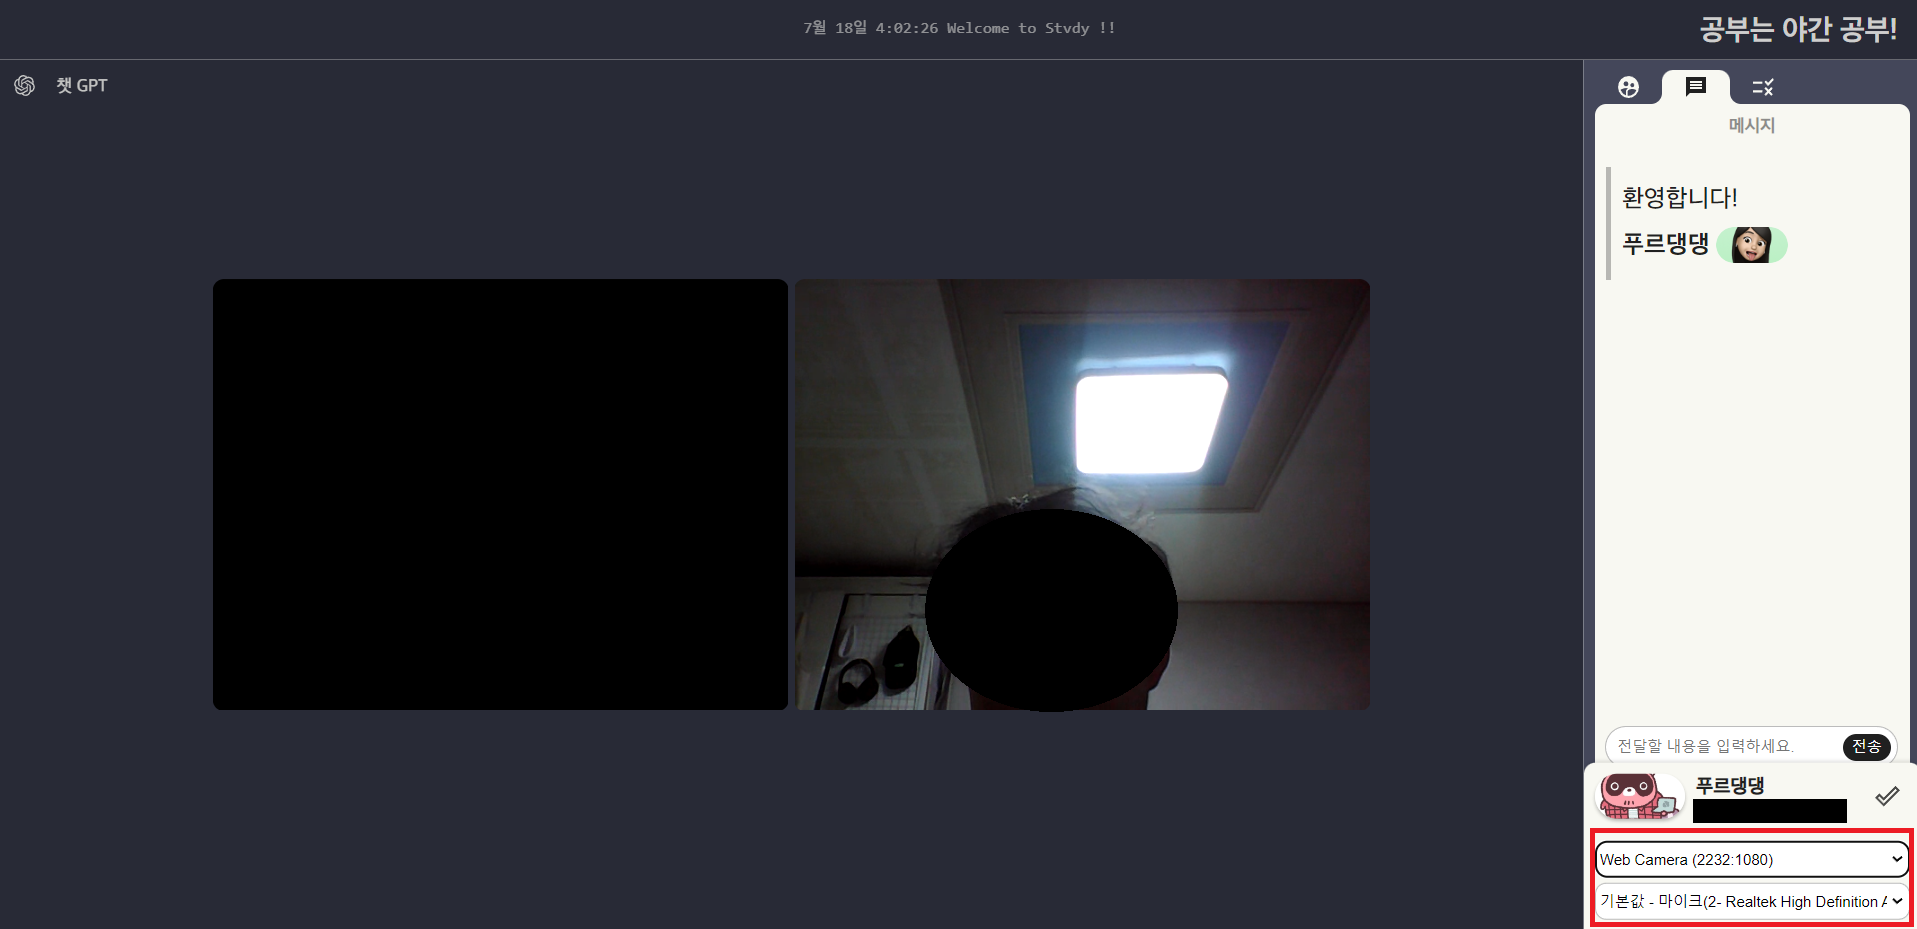 7월 18일 4:02:26 Welcome to Stvdy !!
공부는 야간 공부!
챗 GPT
메시지
환영합니다!
푸르댕댕
전달할 내용을 입력하세요.
전송
푸르댕댕
Web Camera (2232:1080)
기본값 - 마이크(2- Realtek High Definition A